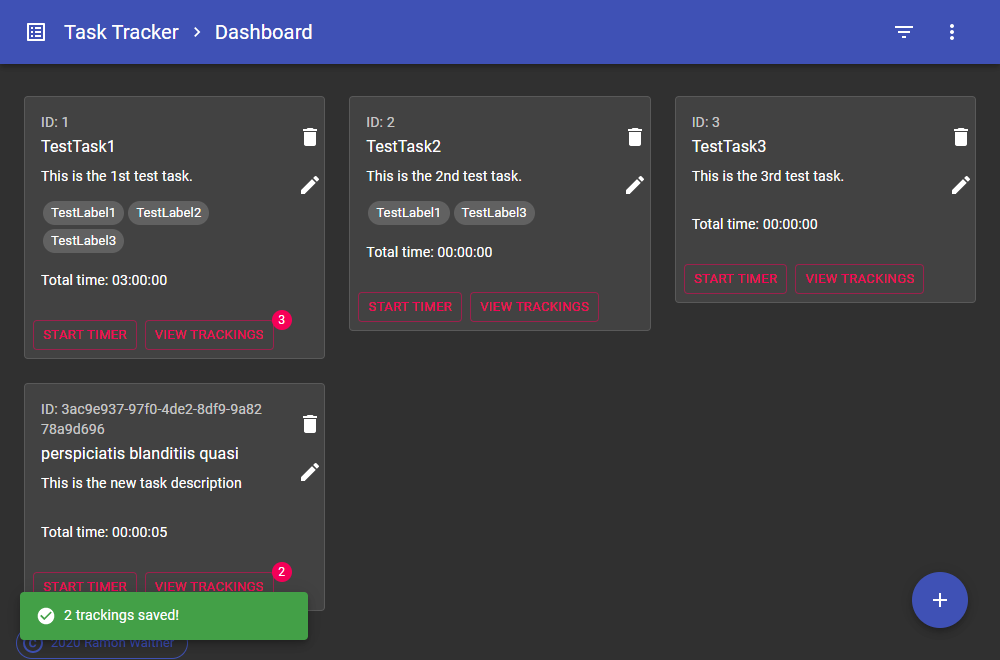 Task Tracker > Dashboard
ID: 1
TestTask1
This is the 1st test task.
TestLabel1 TestLabel2
TestLabel3
Total time: 03:00:00
START TIMER VIEW TRACKINGS 3
ID: 2
TestTask2
This is the 2nd test task.
TestLabel1 TestLabel3
Total time: 00:00:00
START TIMER VIEW TRACKINGS
ID: 3
TestTask3
This is the 3rd test task.
Total time: 00:00:00
START TIMER VIEW TRACKINGS
ID: 3ac9e937-97f0-4de2-8df9-9a82
78a9d696
perspiciatis blanditiis quasi
This is the new task description
Total time: 00:00:05
START TIMER VIEW TRACKINGS 2
2 trackings saved!
© 2020 Ramon Walther